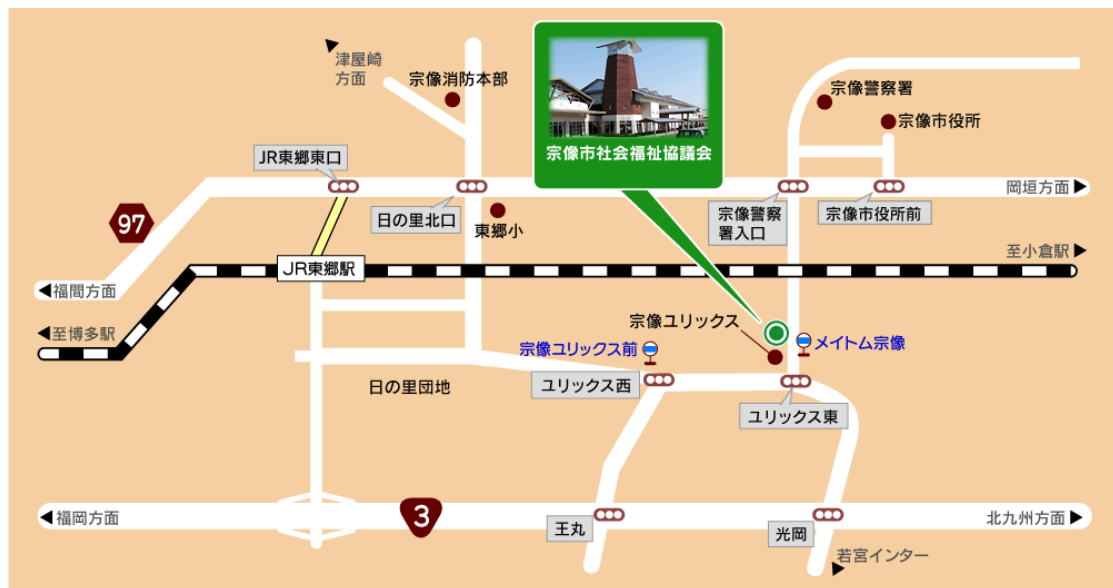 津屋崎
方面
宗像消防本部
宗像市社会福祉協議会
宗像警察署
宗像市役所
JR東郷東口
日の里北口
東郷小
宗像警察
署入口
宗像市役所前
岡垣方面
97
JR東郷駅
至小倉駅
福間方面
至博多駅
宗像ユリックス
宗像ユリックス前
メイトム宗像
日の里団地
ユリックス西
ユリックス東
福岡方面
3
王丸
光岡
北九州方面
若宮インター